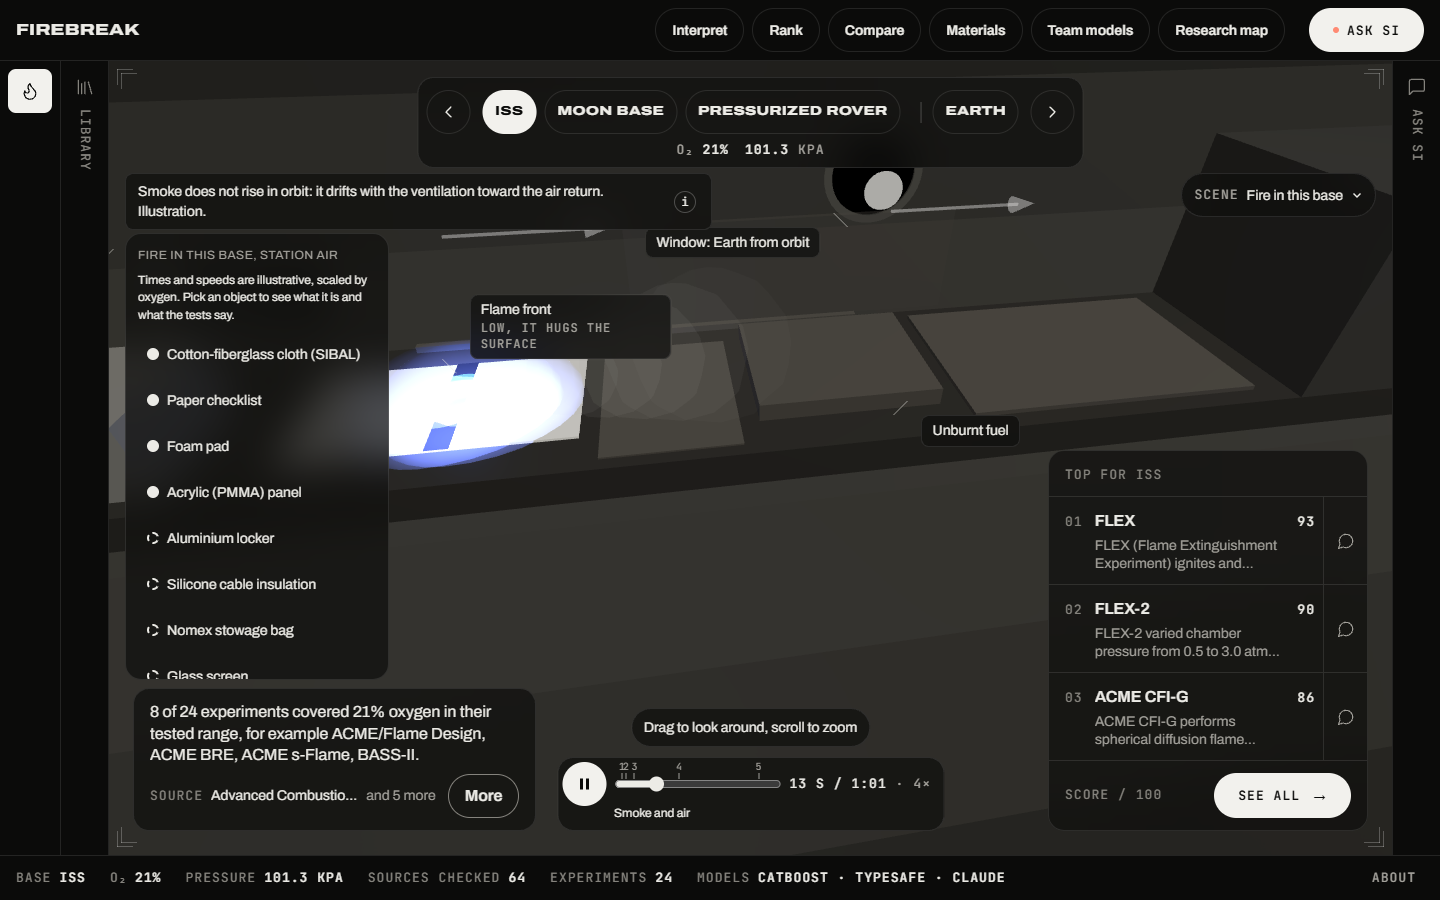 FIREBREAK
Interpret
Rank
Compare
Materials
Team models
Research map
ASK SI
LIBRARY
ASK SI
ISS
MOON BASE
PRESSURIZED ROVER
EARTH
O₂ 21% 101.3 KPA
Smoke does not rise in orbit: it drifts with the ventilation toward the air return.
Illustration.
i
SCENE Fire in this base
Window: Earth from orbit
FIRE IN THIS BASE, STATION AIR
Times and speeds are illustrative, scaled by
oxygen. Pick an object to see what it is and
what the tests say.
Cotton-fiberglass cloth (SIBAL)
Paper checklist
Foam pad
Acrylic (PMMA) panel
Aluminium locker
Silicone cable insulation
Nomex stowage bag
Glass screen
Flame front
LOW, IT HUGS THE
SURFACE
Unburnt fuel
TOP FOR ISS
01 FLEX 93
FLEX (Flame Extinguishment
Experiment) ignites and...
02 FLEX-2 90
FLEX-2 varied chamber
pressure from 0.5 to 3.0 atm...
03 ACME CFI-G 86
ACME CFI-G performs
spherical diffusion flame...
SCORE / 100
SEE ALL →
8 of 24 experiments covered 21% oxygen in their
tested range, for example ACME/Flame Design,
ACME BRE, ACME s-Flame, BASS-II.
SOURCE Advanced Combustio... and 5 more
More
Drag to look around, scroll to zoom
1 2 3 4 5
13 S / 1:01 · 4×
Smoke and air
BASE ISS O₂ 21% PRESSURE 101.3 KPA SOURCES CHECKED 64 EXPERIMENTS 24 MODELS CATBOOST · TYPESAFE · CLAUDE
ABOUT